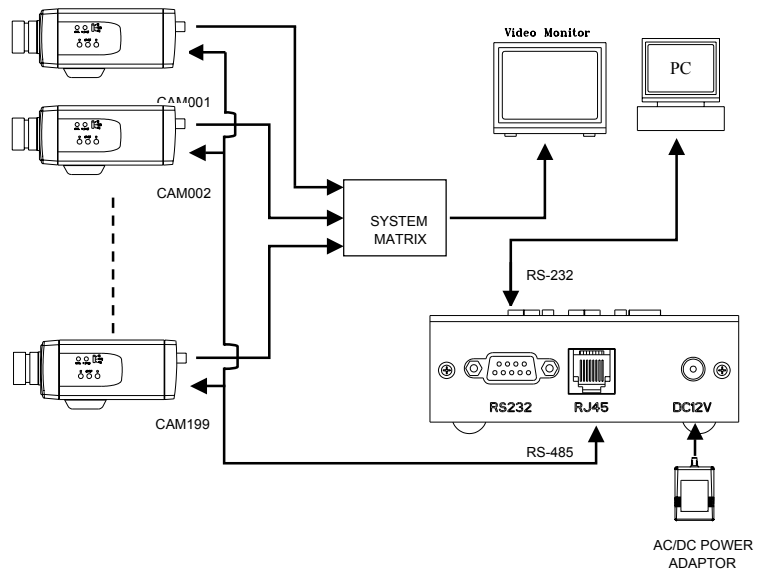 Video Monitor
PC
CAM001
CAM002
SYSTEM
MATRIX
RS-232
RS232
RJ45
DC12V
CAM199
RS-485
AC/DC POWER
ADAPTOR